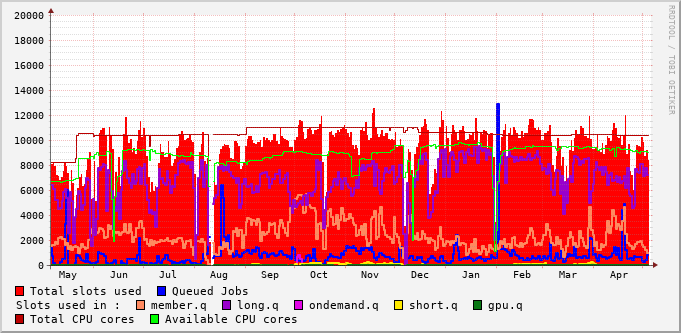 20000
18000
16000
14000
12000
10000
8000
6000
4000
2000
0
May Jun Jul Aug Sep Oct Nov Dec Jan Feb Mar Apr
Total slots used Queued Jobs
Slots used in : member.q long.q ondemand.q short.q gpu.q
Total CPU cores Available CPU cores
RRDTOOL / TOBI OETIKER